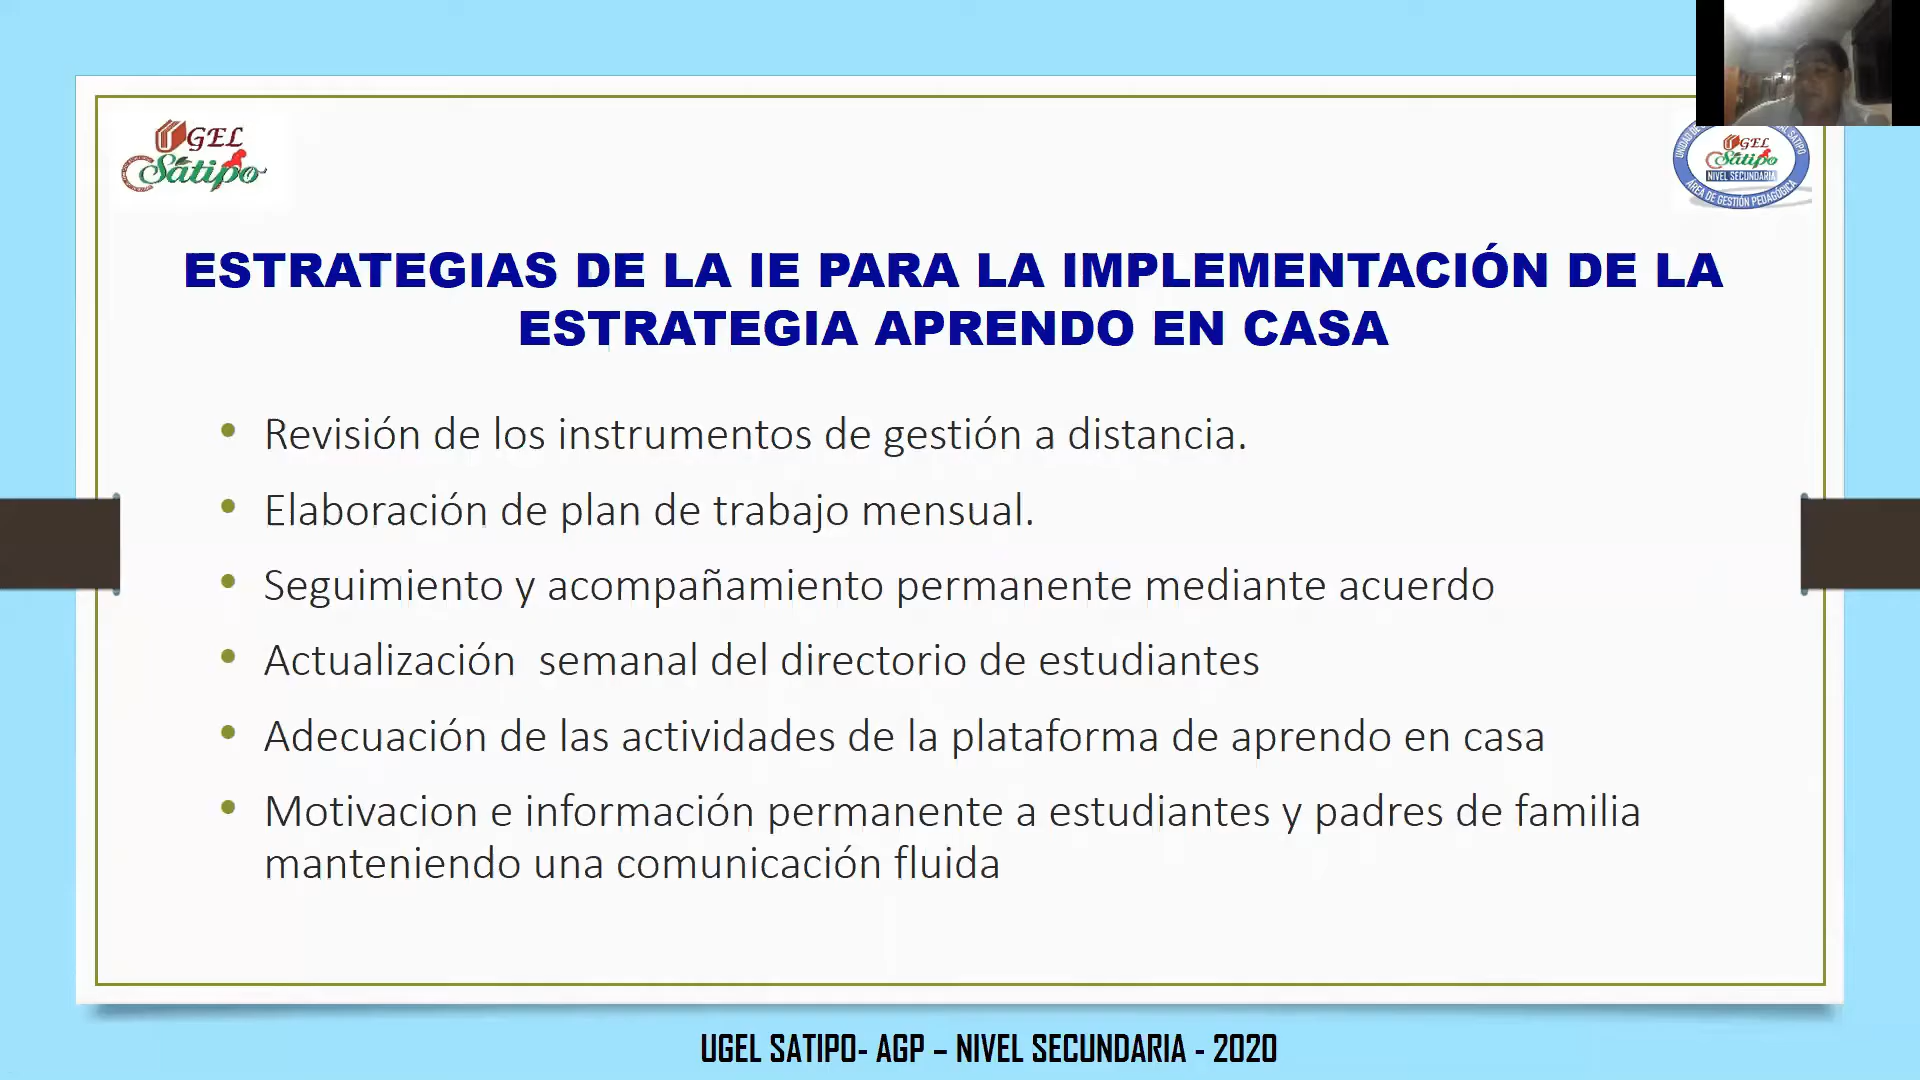 UGEL
Satipo
UGEL
Satipo
NIVEL SECUNDARIA
ÁREA DE GESTIÓN PEDAGÓGICA
ESTRATEGIAS DE LA IE PARA LA IMPLEMENTACIÓN DE LA
ESTRATEGIA APRENDO EN CASA
• Revisión de los instrumentos de gestión a distancia.
• Elaboración de plan de trabajo mensual.
• Seguimiento y acompañamiento permanente mediante acuerdo
• Actualización  semanal del directorio de estudiantes
• Adecuación de las actividades de la plataforma de aprendo en casa
• Motivacion e información permanente a estudiantes y padres de familia
manteniendo una comunicación fluida
UGEL SATIPO- AGP – NIVEL SECUNDARIA - 2020